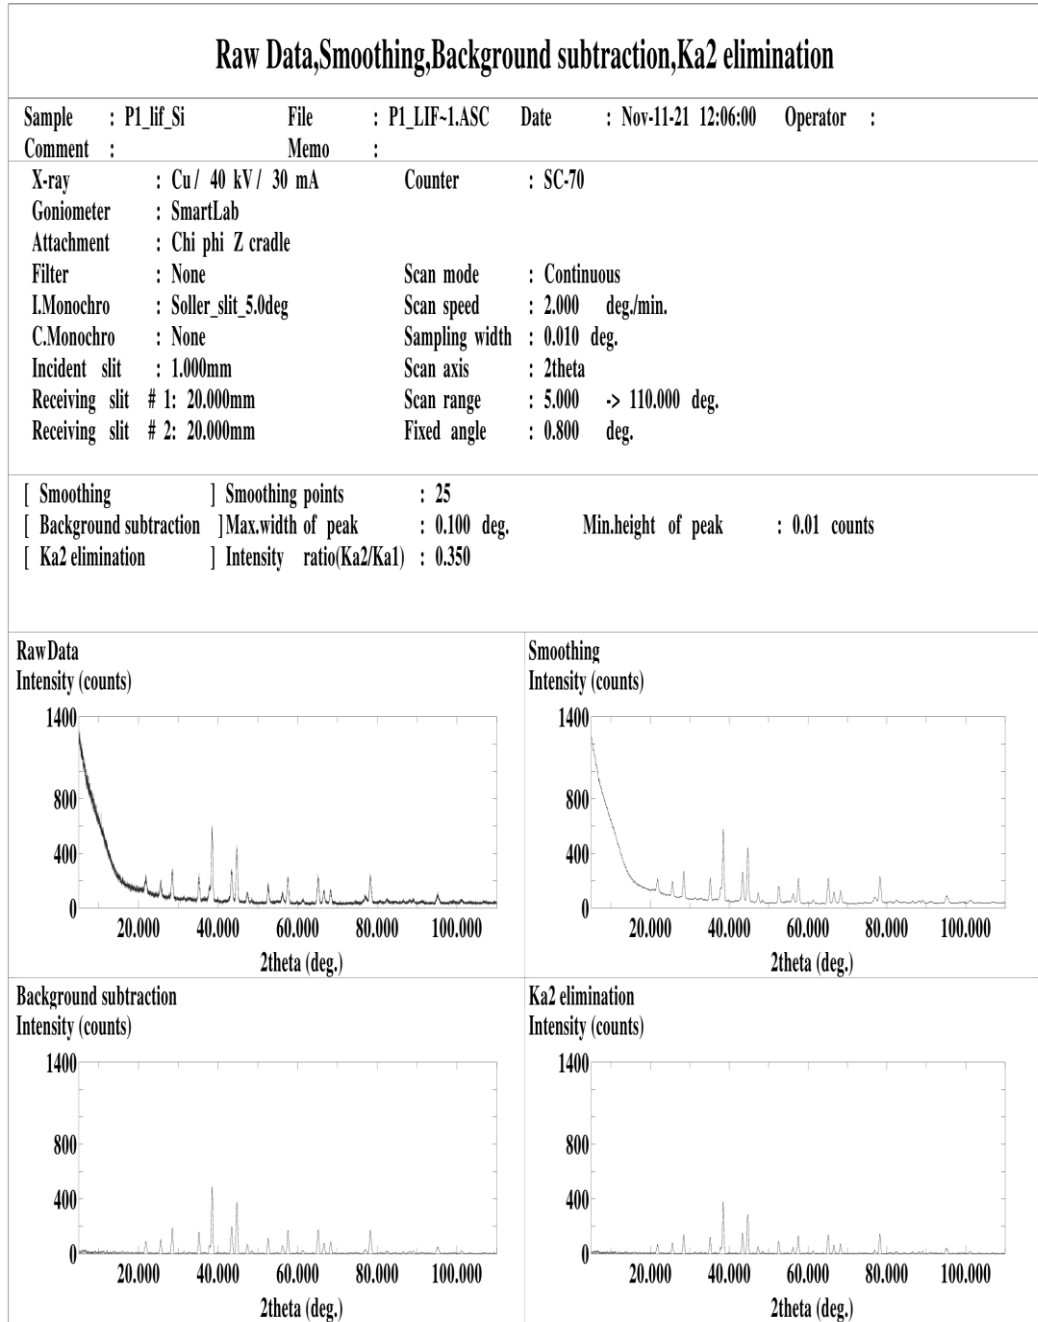 Raw Data,Smoothing,Background subtraction,Ka2 elimination
Sample : P1_lif_Si File : P1_LIF~1.ASC Date : Nov-11-21 12:06:00 Operator :
Comment : Memo :
X-ray : Cu / 40 kV / 30 mA Counter : SC-70
Goniometer : SmartLab
Attachment : Chi phi Z cradle
Filter : None Scan mode : Continuous
I.Monochro : Soller_slit_5.0deg Scan speed : 2.000 deg./min.
C.Monochro : None Sampling width : 0.010 deg.
Incident slit : 1.000mm Scan axis : 2theta
Receiving slit # 1: 20.000mm Scan range : 5.000 -> 110.000 deg.
Receiving slit # 2: 20.000mm Fixed angle : 0.800 deg.
[ Smoothing ] Smoothing points : 25
[ Background subtraction ] Max.width of peak : 0.100 deg. Min.height of peak : 0.01 counts
[ Ka2 elimination ] Intensity ratio(Ka2/Ka1) : 0.350
Raw Data
Intensity (counts)
1400
800
400
0
20.000 40.000 60.000 80.000 100.000
2theta (deg.)
Smoothing
Intensity (counts)
1400
800
400
0
20.000 40.000 60.000 80.000 100.000
2theta (deg.)
Background subtraction
Intensity (counts)
1400
800
400
0
20.000 40.000 60.000 80.000 100.000
2theta (deg.)
Ka2 elimination
Intensity (counts)
1400
800
400
0
20.000 40.000 60.000 80.000 100.000
2theta (deg.)